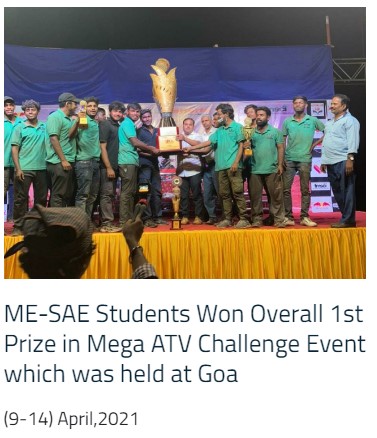 ME-SAE Students Won Overall 1st
Prize in Mega ATV Challenge Event
which was held at Goa
(9-14) April,2021